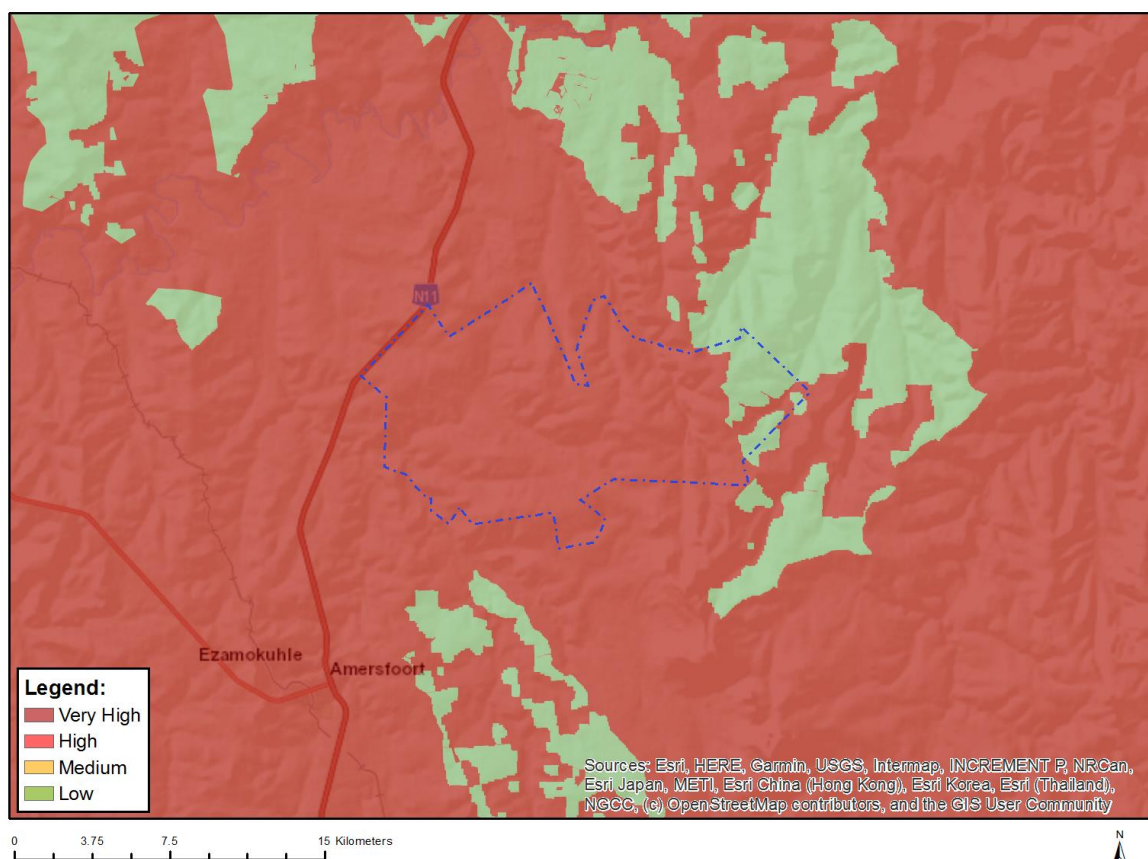 N11
Ezamokuhle
Amersfoort
Legend:
Very High
High
Medium
Low
Sources: Esri, HERE, Garmin, USGS, Intermap, INCREMENT P, NRCan,
Esri Japan, METI, Esri China (Hong Kong), Esri Korea, Esri (Thailand),
NGCC, (c) OpenStreetMap contributors, and the GIS User Community
0 3.75 7.5 15 Kilometers
N